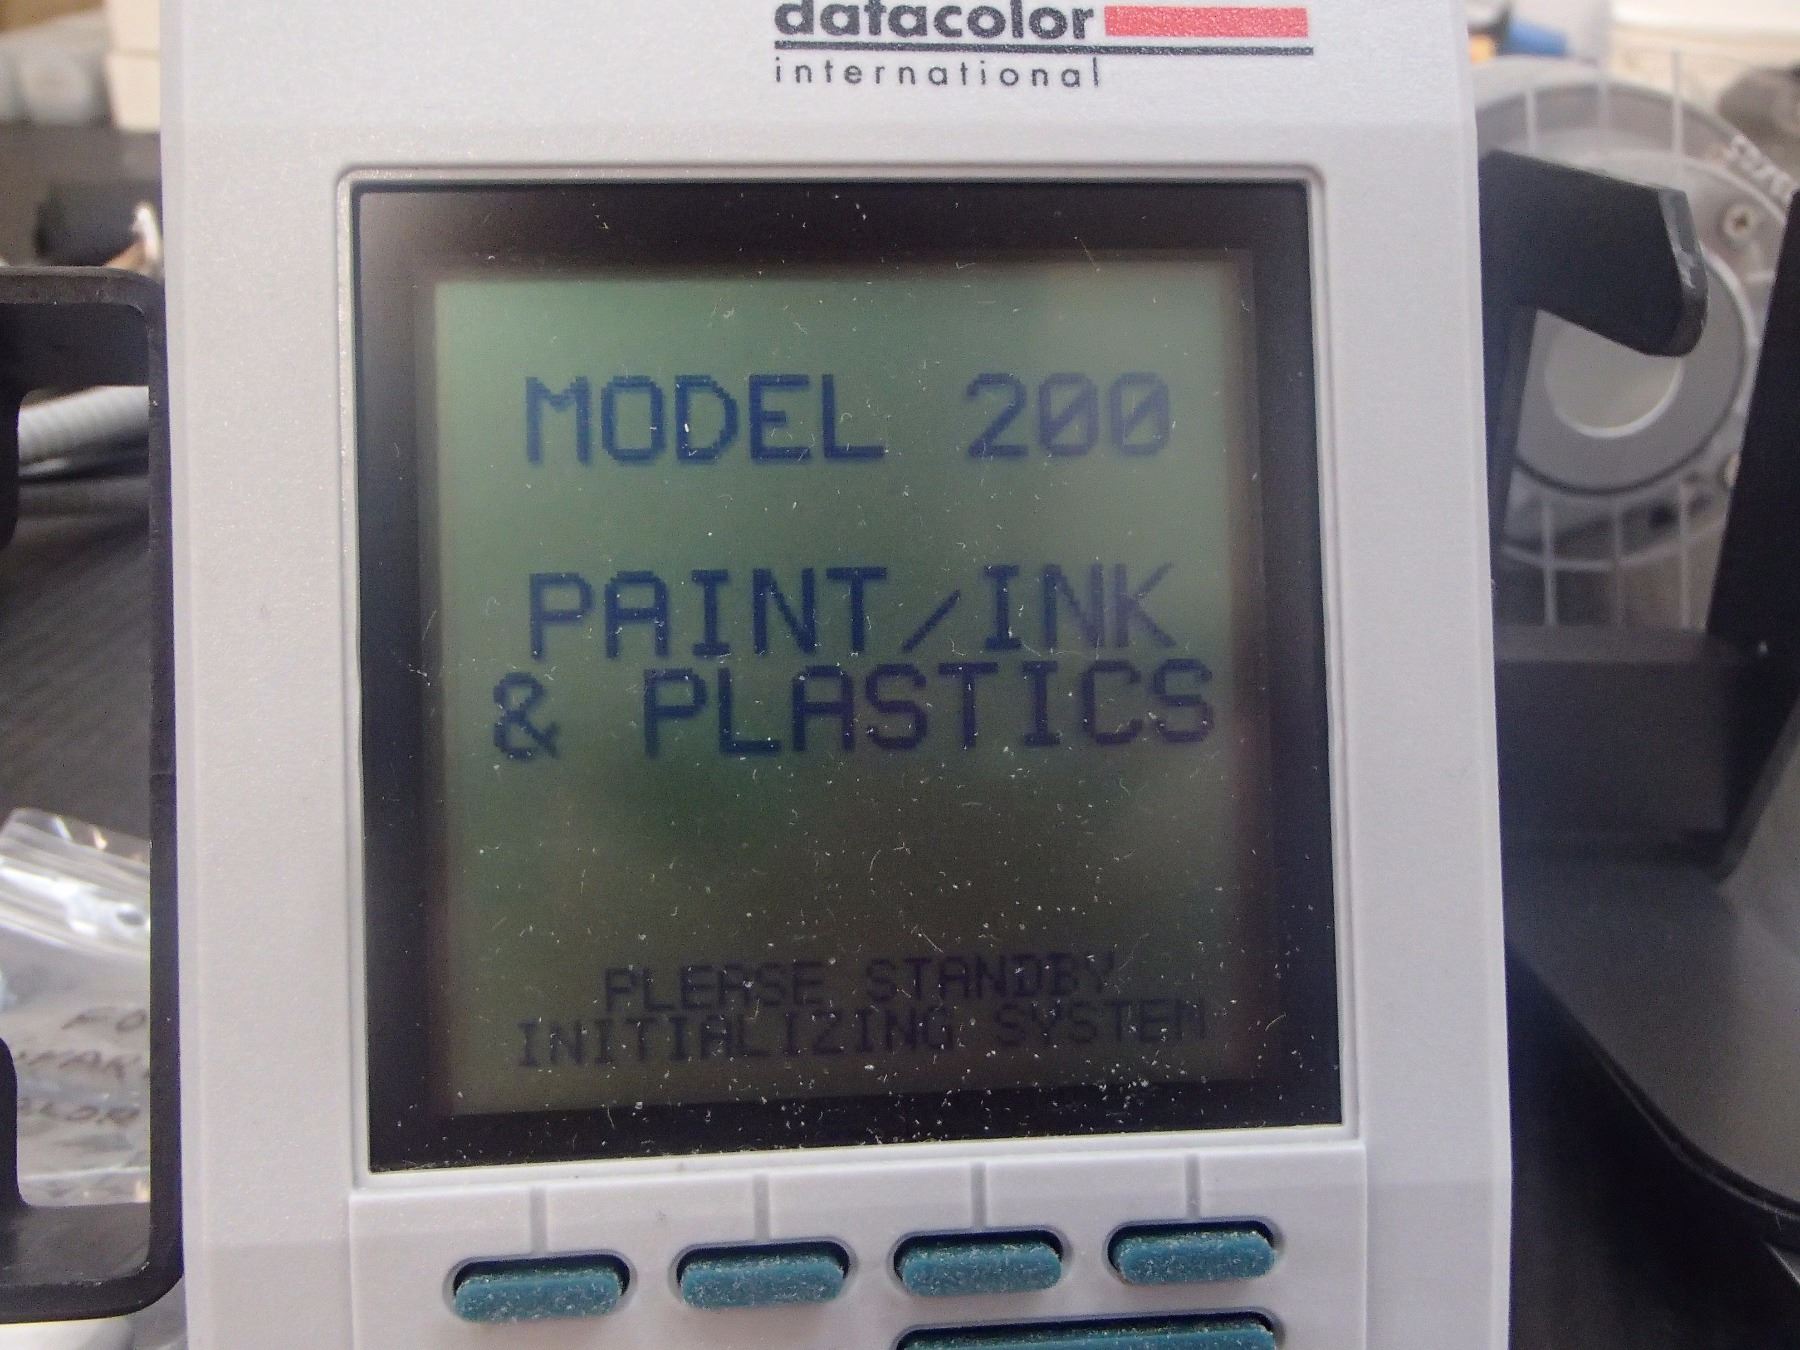 datacolor
international
MODEL 200
PAINT/INK
& PLASTICS
PLEASE STANDBY
INITIALIZING SYSTEM